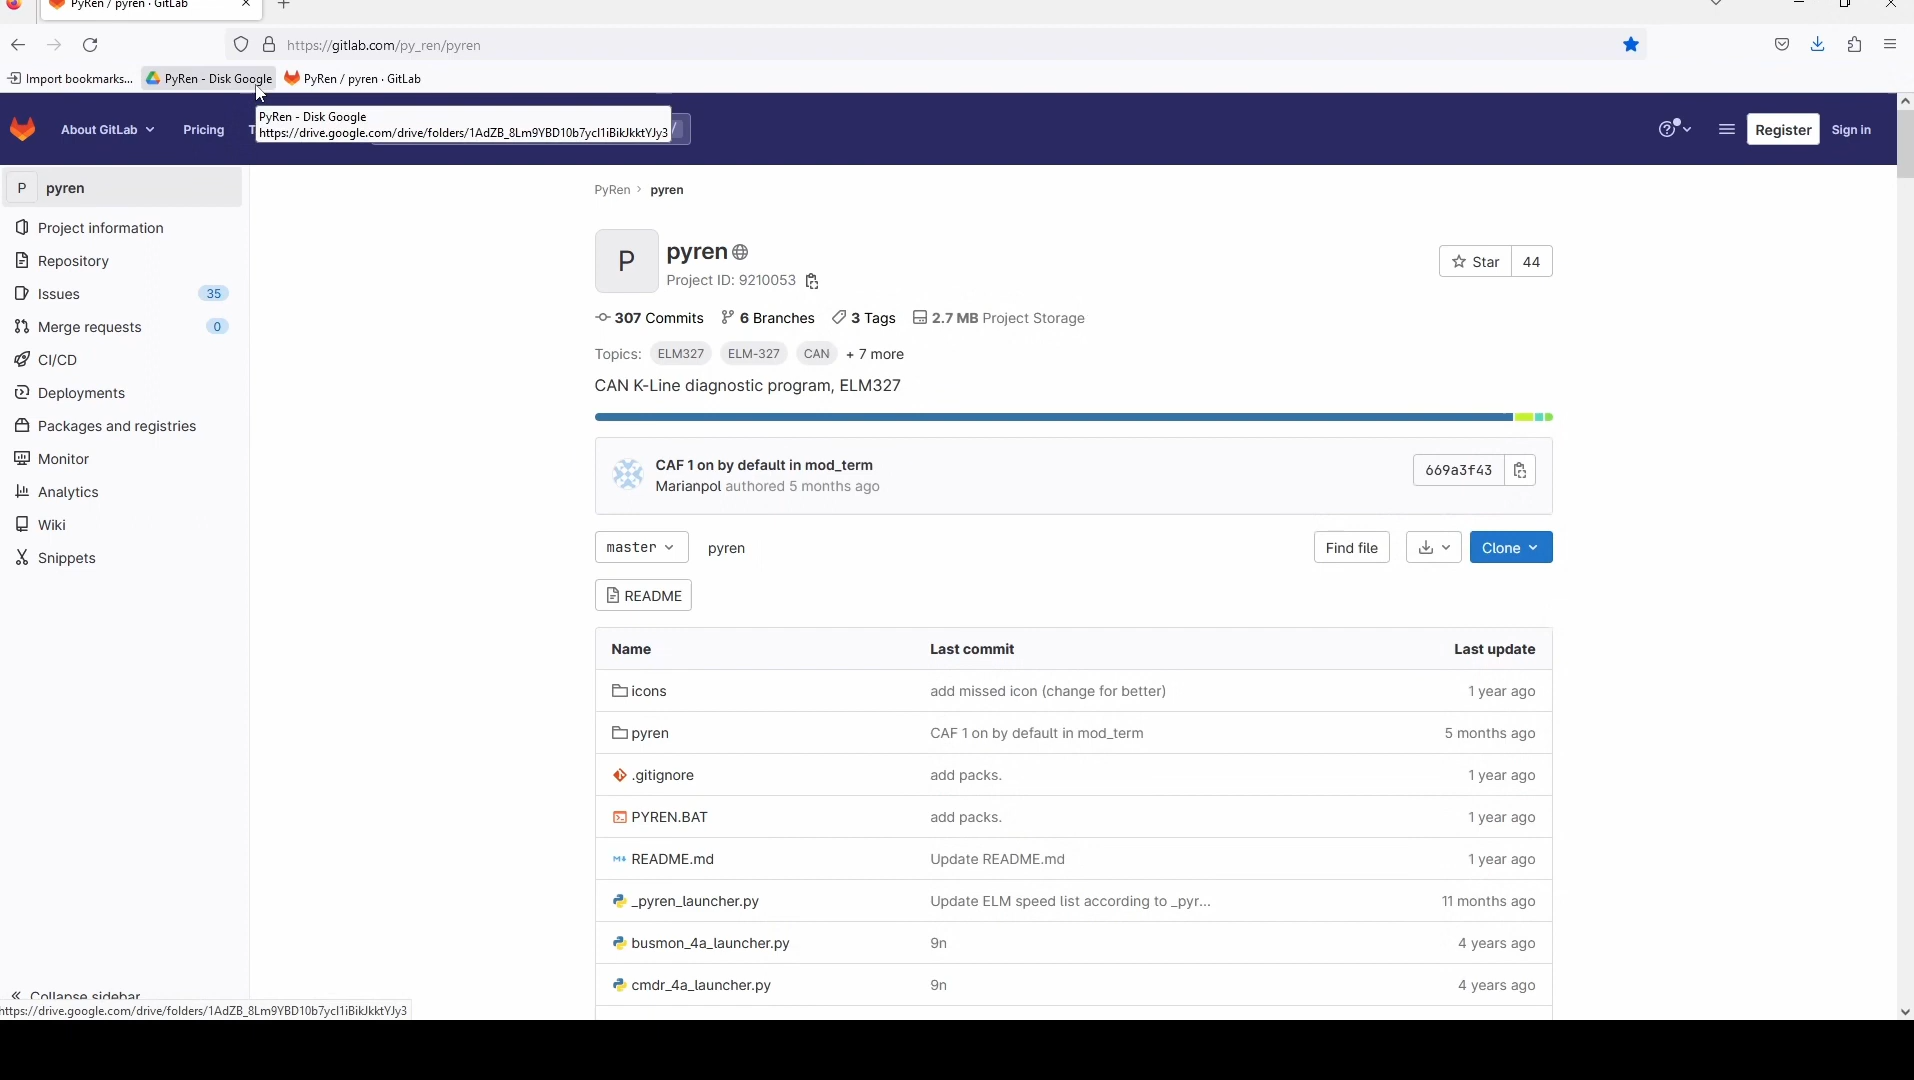 PyRen / pyren · GitLab
https://gitlab.com/py_ren/pyren
Import bookmarks... PyRen - Disk Google PyRen / pyren · GitLab
PyRen - Disk Google
https://drive.google.com/drive/folders/1AdZB_8Lm9YBD10b7ycl1iBikJkktYJy3
About GitLab Pricing T / Register Sign in
P pyren
Project information
Repository
Issues 35
Merge requests 0
CI/CD
Deployments
Packages and registries
Monitor
Analytics
Wiki
Snippets
Collapse sidebar
https://drive.google.com/drive/folders/1AdZB_8Lm9YBD10b7ycl1iBikJkktYJy3
PyRen > pyren
P pyren
Project ID: 9210053
Star 44
307 Commits 6 Branches 3 Tags 2.7 MB Project Storage
Topics: ELM327 ELM-327 CAN + 7 more
CAN K-Line diagnostic program, ELM327
CAF 1 on by default in mod_term
Marianpol authored 5 months ago
669a3f43
master pyren Find file Clone
README
Name Last commit Last update
icons add missed icon (change for better) 1 year ago
pyren CAF 1 on by default in mod_term 5 months ago
.gitignore add packs. 1 year ago
PYREN.BAT add packs. 1 year ago
README.md Update README.md 1 year ago
_pyren_launcher.py Update ELM speed list according to _pyr... 11 months ago
busmon_4a_launcher.py 9n 4 years ago
cmdr_4a_launcher.py 9n 4 years ago